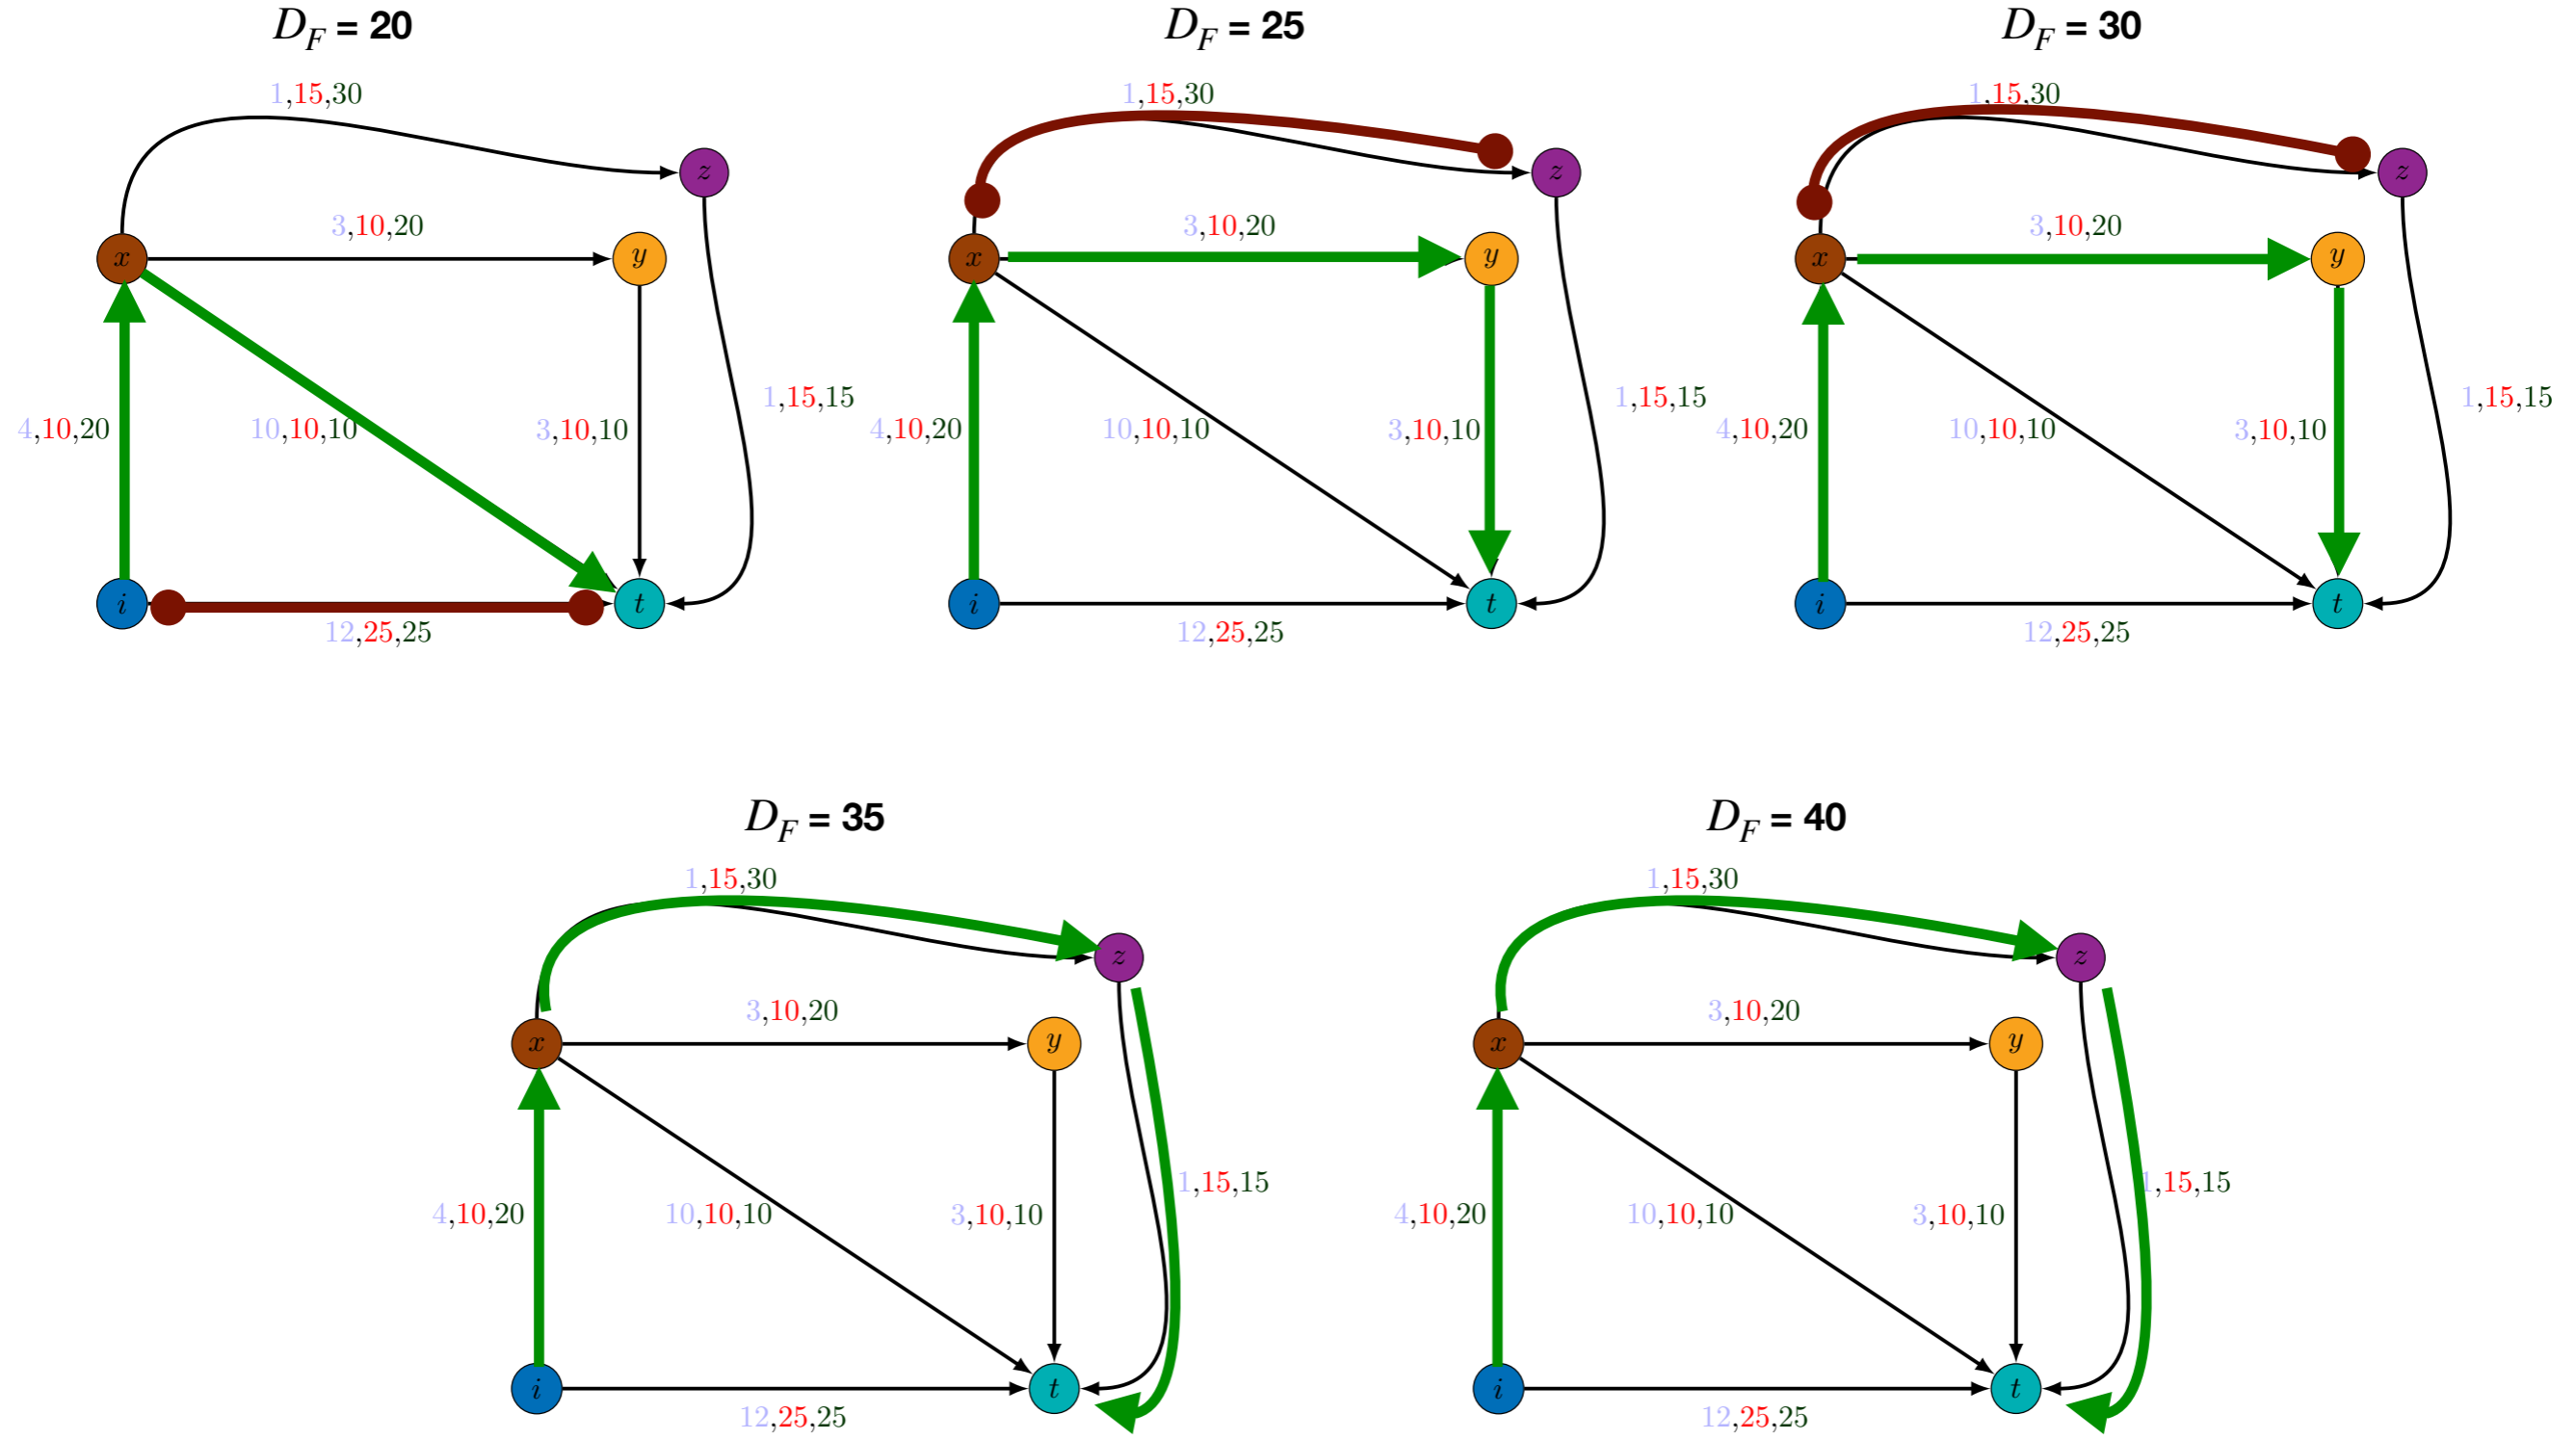 D_F = 20
D_F = 25
D_F = 30
1,15,30
1,15,30
1,15,30
z
z
z
3,10,20
3,10,20
3,10,20
x
y
x
y
x
y
1,15,15
1,15,15
1,15,15
4,10,20
10,10,10
3,10,10
4,10,20
10,10,10
3,10,10
4,10,20
10,10,10
3,10,10
i
t
i
t
i
t
12,25,25
12,25,25
12,25,25
D_F = 35
D_F = 40
1,15,30
1,15,30
z
z
3,10,20
3,10,20
x
y
x
y
1,15,15
1,15,15
4,10,20
10,10,10
3,10,10
4,10,20
10,10,10
3,10,10
i
t
i
t
12,25,25
12,25,25